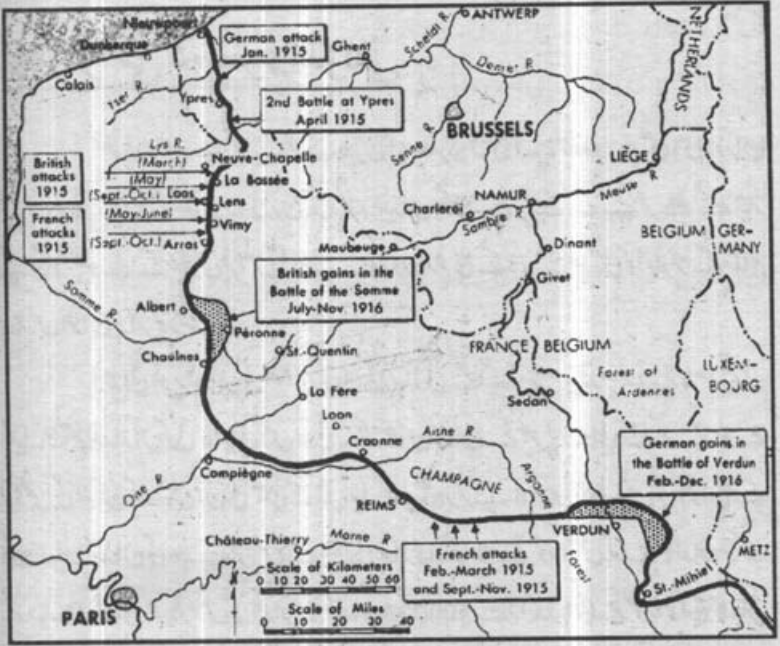 Nieuwpoort
ANTWERP
NETHERLANDS
Dunkerque
German attack
Jan. 1915
Ghent
Scheldt R.
Calais
Demer R.
Yser R.
Ypres
2nd Battle at Ypres
April 1915
BRUSSELS
Senne R.
Lys R.
Neuve-Chapelle
LIÈGE
British
attacks
1915
(March)
(May)
La Bassée
(Sept.-Oct.) Loos
Lens
NAMUR
Meuse R.
French
attacks
1915
(May-June)
Vimy
Charleroi
Sambre R.
(Sept.-Oct.)
Arras
Maubeuge
Dinant
BELGIUM
GER-
MANY
British gains in the
Battle of the Somme
July-Nov. 1916
Givet
Somme R.
Albert
Péronne
St.-Quentin
FRANCE
BELGIUM
Chaulnes
Forest of
Ardennes
LUXEM-
BOURG
La Fère
Sedan
Laon
Craonne
Aisne R.
German gains in
the Battle of Verdun
Feb.-Dec. 1916
Compiègne
Oise R.
CHAMPAGNE
Argonne
Forest
REIMS
VERDUN
METZ
Château-Thierry
Marne R.
French attacks
Feb.-March 1915
and Sept.-Nov. 1915
St.-Mihiel
Scale of Kilometers
0 10 20 30 40 50 60
Scale of Miles
0 10 20 30 40
PARIS